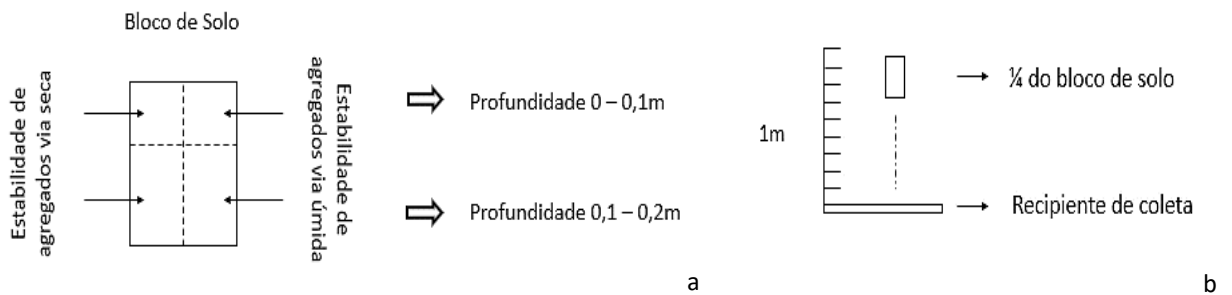 Bloco de Solo
Estabilidade de
agregados via seca
Estabilidade de
agregados via úmida
Profundidade 0 – 0,1m
Profundidade 0,1 – 0,2m
a
1m
¼ do bloco de solo
Recipiente de coleta
b